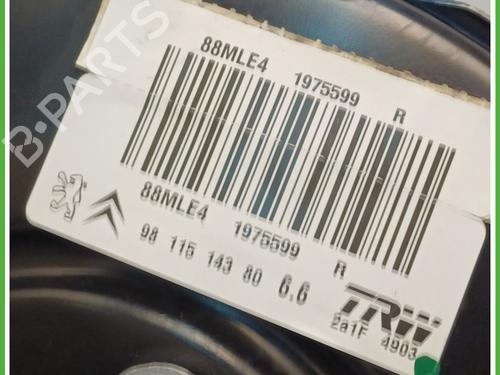 88MLE4 1975599 R
88MLE4 1975599 R
98 115 143 80 6.6
TRW
2a1F 4903
B-PARTS